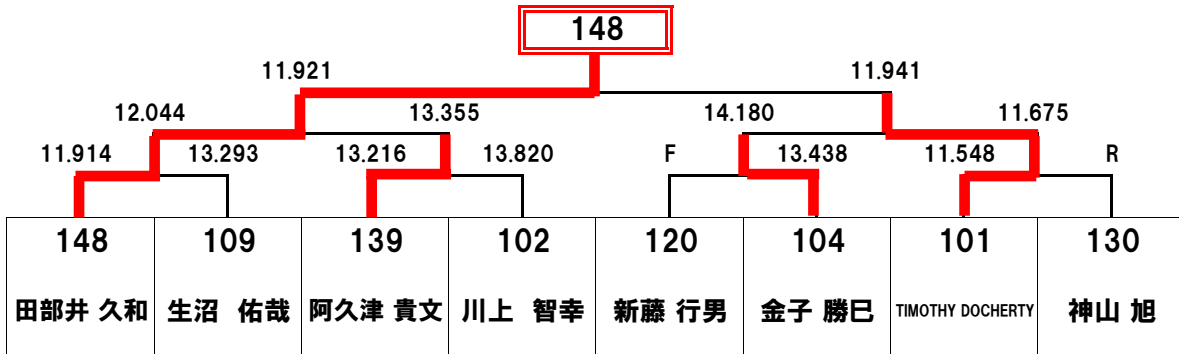 148
11.921 11.941
12.044 13.355 14.180 11.675
11.914 13.293 13.216 13.820 F 13.438 11.548 R
148 109 139 102 120 104 101 130
田部井 久和 生沼 佑哉 阿久津 貴文 川上 智幸 新藤 行男 金子 勝巳 TIMOTHY DOCHERTY 神山 旭